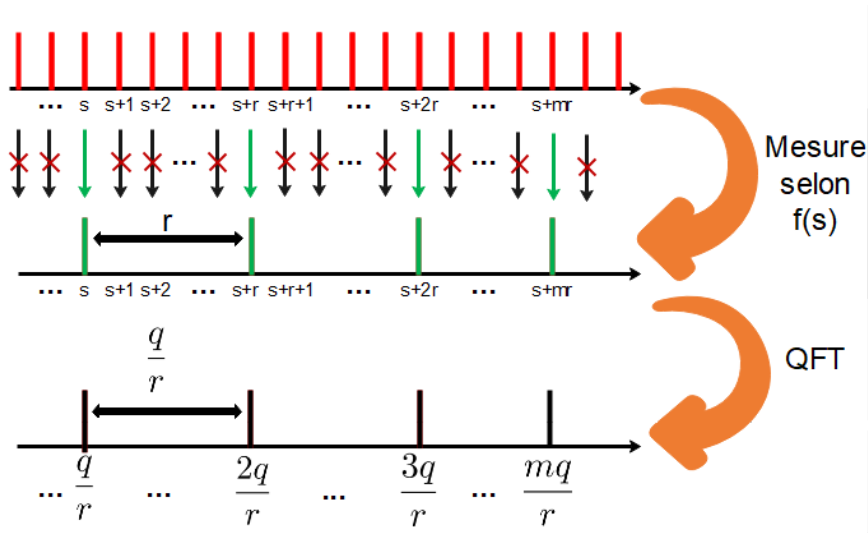 ... s s+1 s+2 ... s+r s+r+1 ... s+2r ... s+mr
... ... ...
Mesure
selon
f(s)
r
... s s+1 s+2 ... s+r s+r+1 ... s+2r ... s+mr
q/r
QFT
... q/r ... 2q/r ... 3q/r ... mq/r